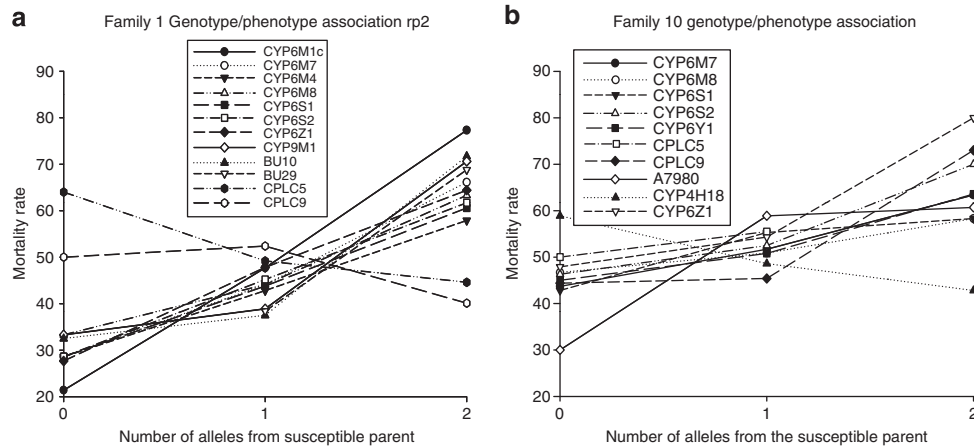 a
Family 1 Genotype/phenotype association rp2
CYP6M1c
CYP6M7
CYP6M4
CYP6M8
CYP6S1
CYP6S2
CYP6Z1
CYP9M1
BU10
BU29
CPLC5
CPLC9
90
80
70
60
50
40
30
20
Mortality rate
0
1
2
Number of alleles from susceptible parent
b
Family 10 genotype/phenotype association
CYP6M7
CYP6M8
CYP6S1
CYP6S2
CYP6Y1
CPLC5
CPLC9
A7980
CYP4H18
CYP6Z1
90
80
70
60
50
40
30
20
Mortality rate
0
1
2
Number of alleles from the susceptible parent